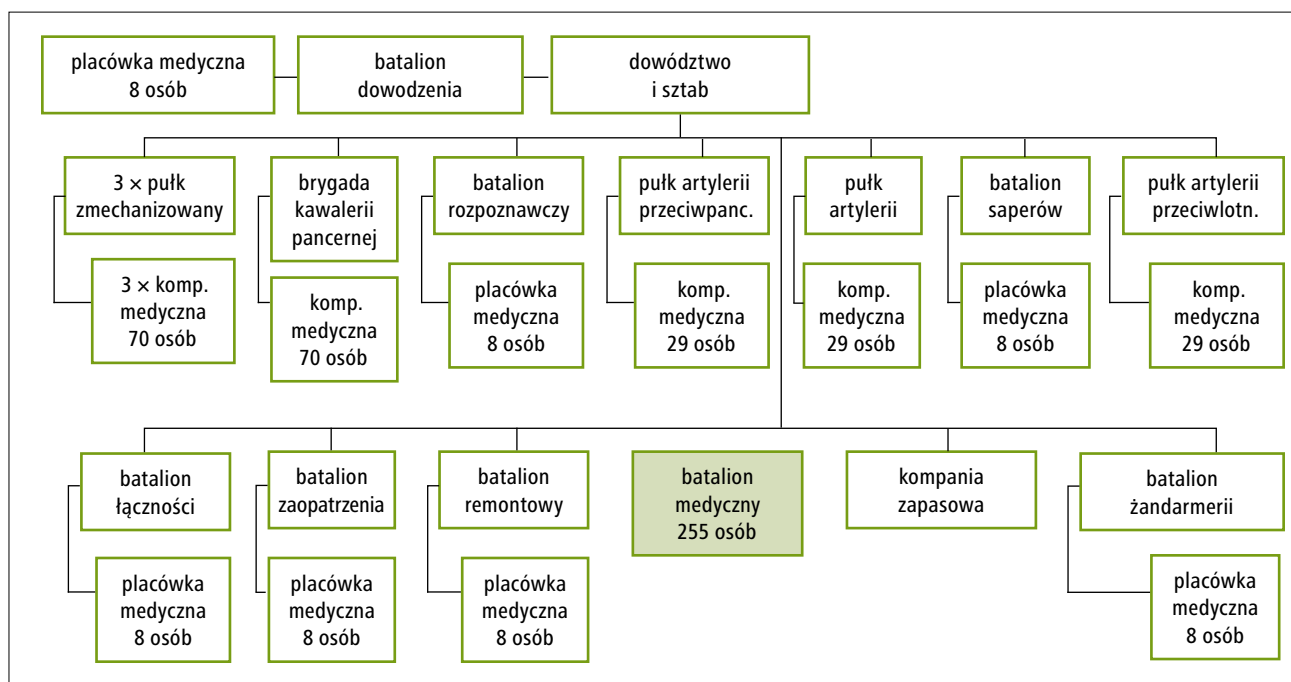 placówka medyczna
8 osób
batalion
dowodzenia
dowództwo
i sztab
3 × pułk
zmechanizowany
brygada
kawalerii
pancernej
batalion
rozpoznawczy
pułk artylerii
przeciwpanc.
pułk
artylerii
batalion
saperów
pułk artylerii
przeciwlotn.
3 × komp.
medyczna
70 osób
komp.
medyczna
70 osób
placówka
medyczna
8 osób
komp.
medyczna
29 osób
komp.
medyczna
29 osób
placówka
medyczna
8 osób
komp.
medyczna
29 osób
batalion
łączności
batalion
zaopatrzenia
batalion
remontowy
batalion
medyczny
255 osób
kompania
zapasowa
batalion
żandarmerii
placówka
medyczna
8 osób
placówka
medyczna
8 osób
placówka
medyczna
8 osób
placówka
medyczna
8 osób